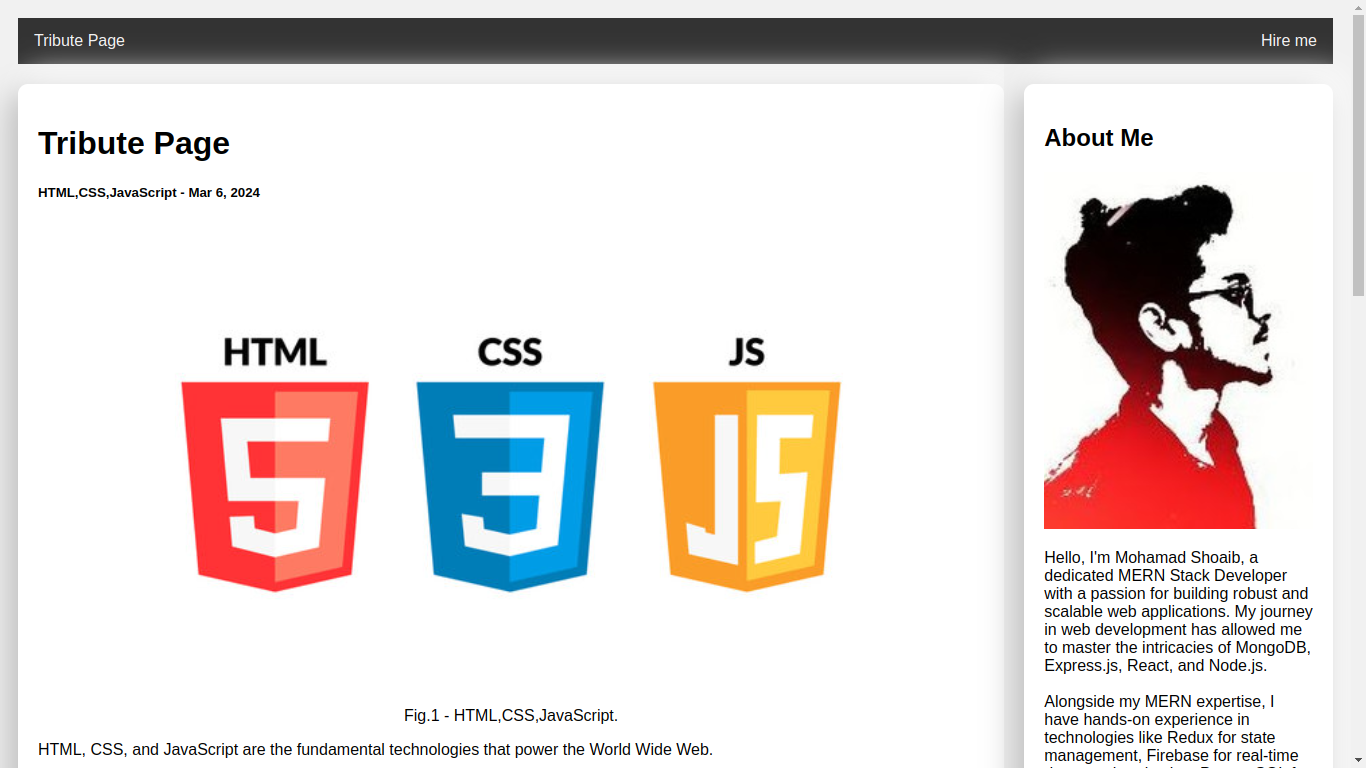 Tribute Page
Hire me
Tribute Page
HTML,CSS,JavaScript - Mar 6, 2024
HTML
CSS
JS
5
3
JS
Fig.1 - HTML,CSS,JavaScript.
HTML, CSS, and JavaScript are the fundamental technologies that power the World Wide Web.
About Me
Hello, I'm Mohamad Shoaib, a
dedicated MERN Stack Developer
with a passion for building robust and
scalable web applications. My journey
in web development has allowed me
to master the intricacies of MongoDB,
Express.js, React, and Node.js.
Alongside my MERN expertise, I
have hands-on experience in
technologies like Redux for state
management, Firebase for real-time